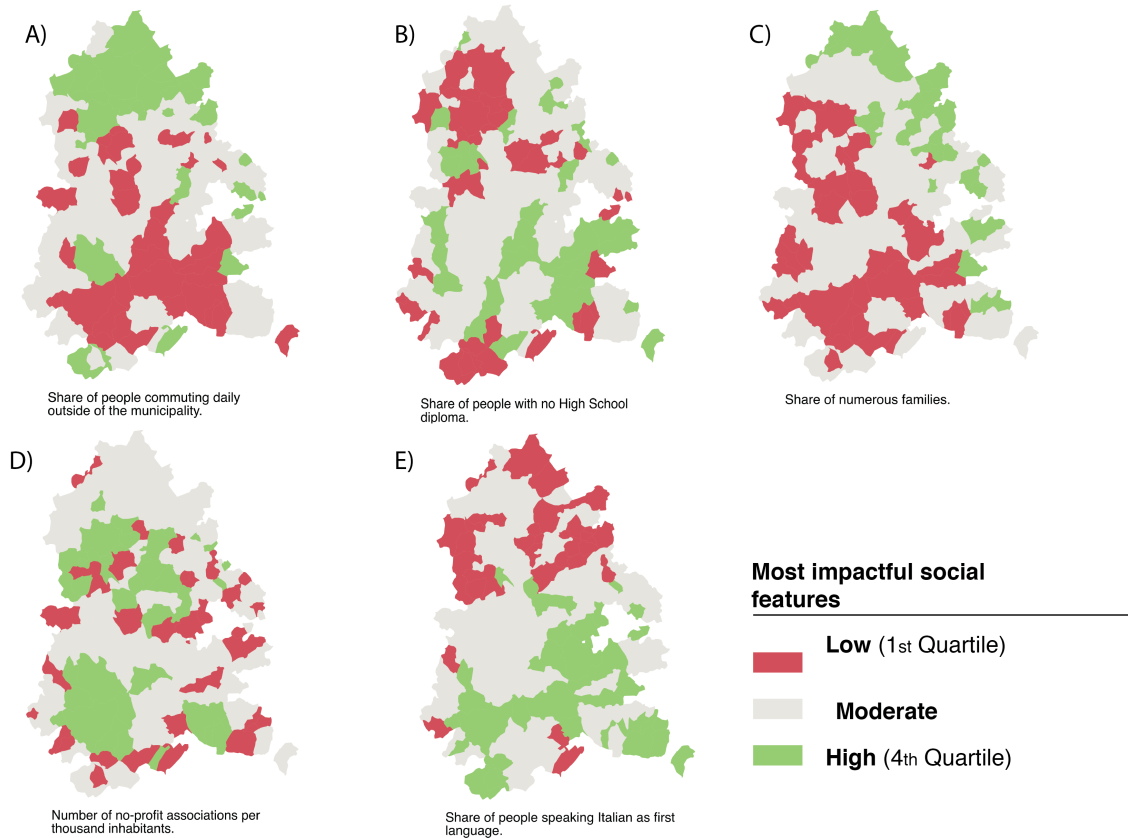 A)
B)
C)
Share of people commuting daily
outside of the municipality.
Share of people with no High School
diploma.
Share of numerous families.
D)
E)
Number of no-profit associations per
thousand inhabitants.
Share of people speaking Italian as first
language.
Most impactful social
features
Low (1st Quartile)
Moderate
High (4th Quartile)